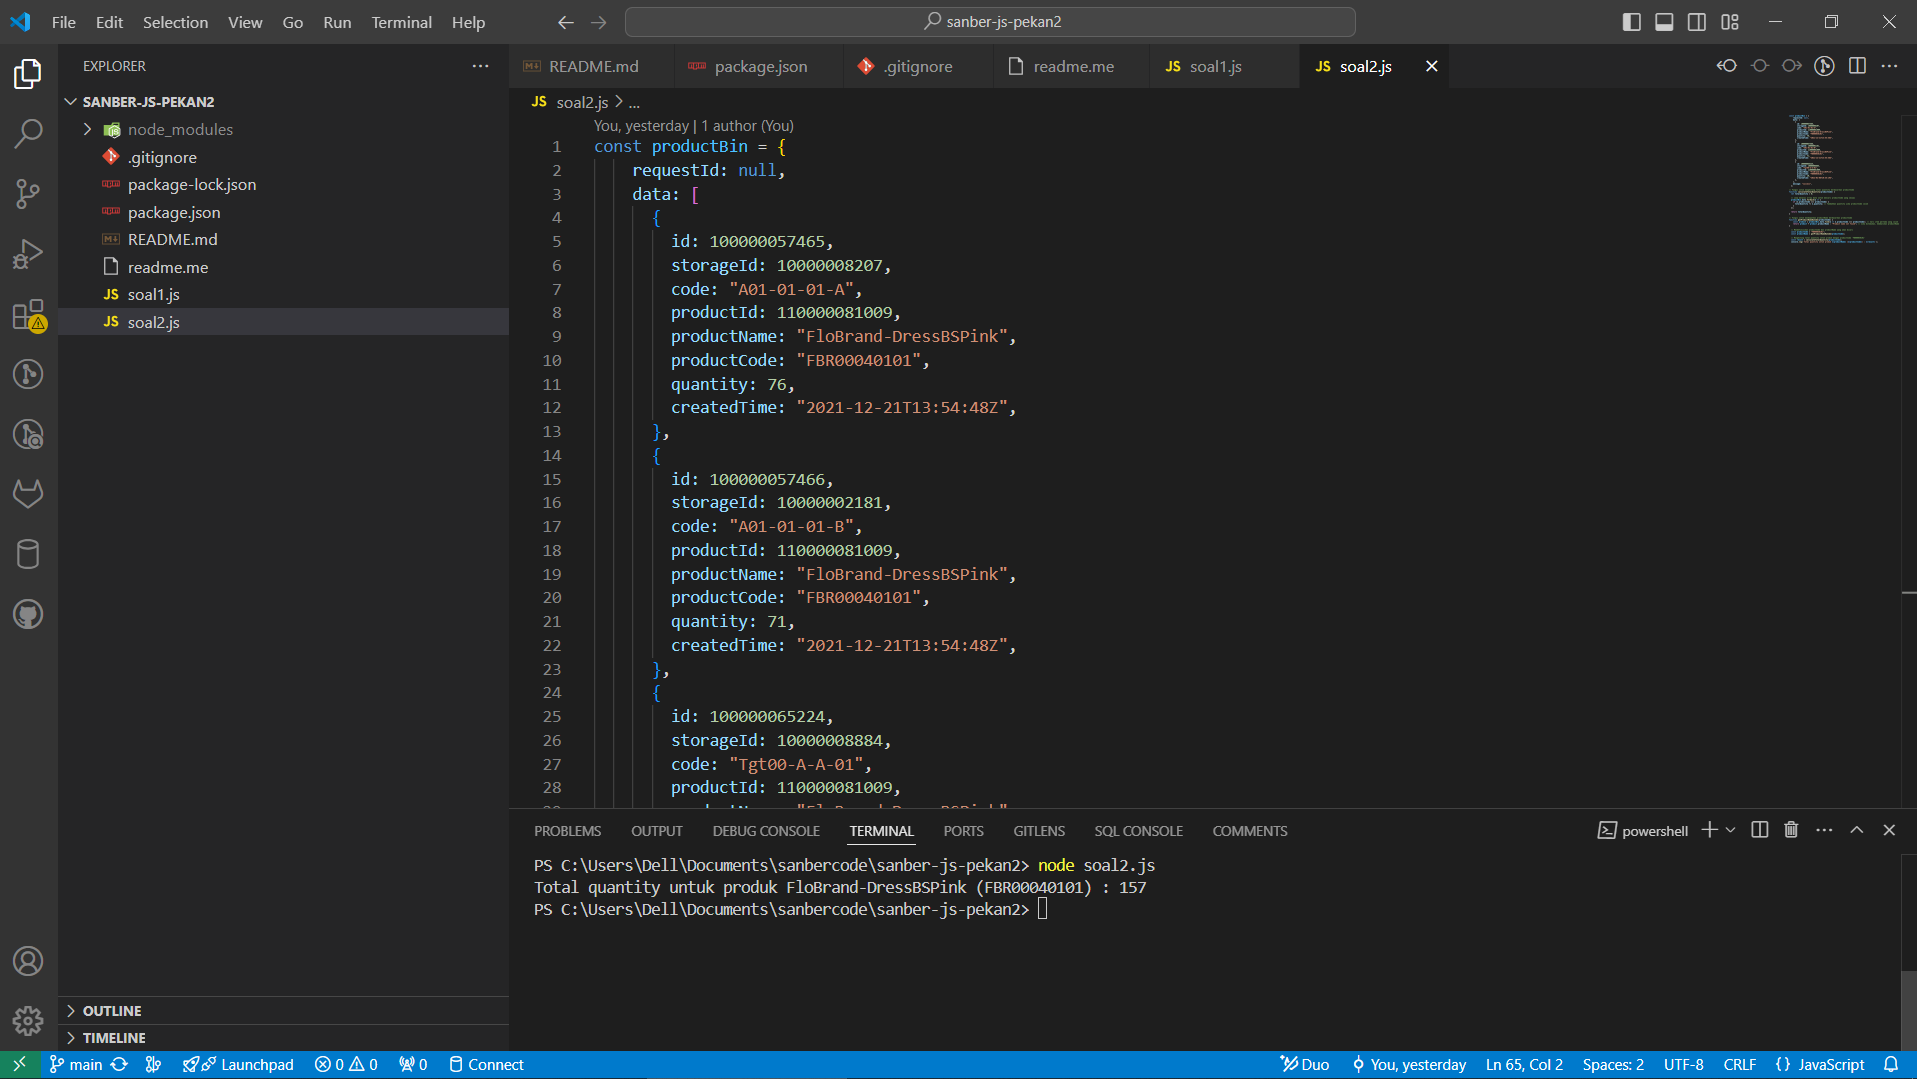 File Edit Selection View Go Run Terminal Help
sanber-js-pekan2
EXPLORER
SANBER-JS-PEKAN2
node_modules
.gitignore
package-lock.json
package.json
README.md
readme.me
JS soal1.js
JS soal2.js
OUTLINE
TIMELINE
README.md package.json .gitignore readme.me JS soal1.js JS soal2.js
JS soal2.js > ...
You, yesterday | 1 author (You)
1 const productBin = {
2 requestId: null,
3 data: [
4 {
5 id: 100000057465,
6 storageId: 10000008207,
7 code: "A01-01-01-A",
8 productId: 110000081009,
9 productName: "FloBrand-DressBSPink",
10 productCode: "FBR00040101",
11 quantity: 76,
12 createdTime: "2021-12-21T13:54:48Z",
13 },
14 {
15 id: 100000057466,
16 storageId: 10000002181,
17 code: "A01-01-01-B",
18 productId: 110000081009,
19 productName: "FloBrand-DressBSPink",
20 productCode: "FBR00040101",
21 quantity: 71,
22 createdTime: "2021-12-21T13:54:48Z",
23 },
24 {
25 id: 100000065224,
26 storageId: 10000008884,
27 code: "Tgt00-A-A-01",
28 productId: 110000081009,
PROBLEMS OUTPUT DEBUG CONSOLE TERMINAL PORTS GITLENS SQL CONSOLE COMMENTS
powershell
PS C:\Users\Dell\Documents\sanbercode\sanber-js-pekan2> node soal2.js
Total quantity untuk produk FloBrand-DressBSPink (FBR00040101) : 157
PS C:\Users\Dell\Documents\sanbercode\sanber-js-pekan2>
main Launchpad 0 0 0 Connect Duo You, yesterday Ln 65, Col 2 Spaces: 2 UTF-8 CRLF {} JavaScript